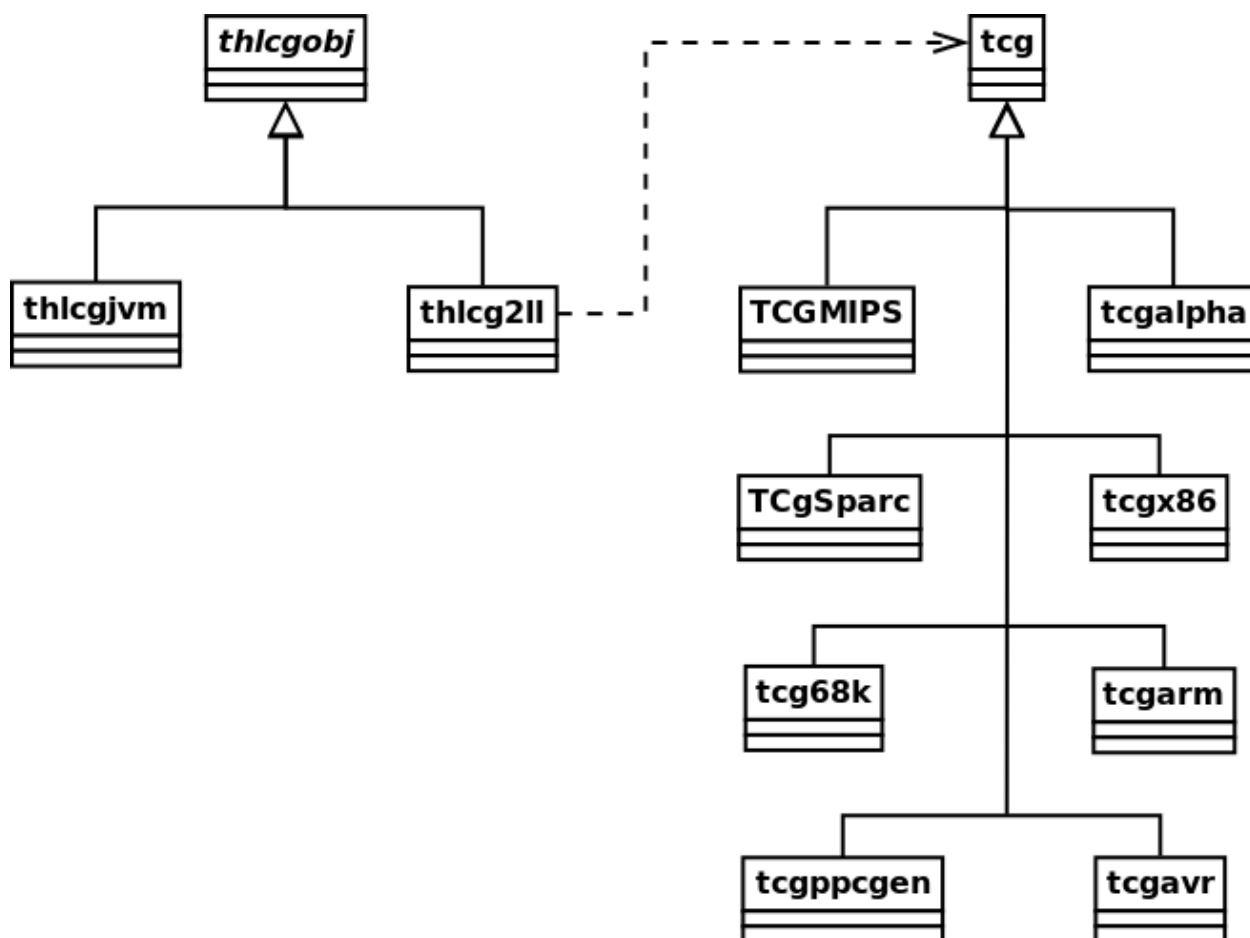 thlcgobj
tcg
thlcgjvm
thlcg2ll
TCGMIPS
tcgalpha
TCgSparc
tcgx86
tcg68k
tcgarm
tcgppcgen
tcgavr